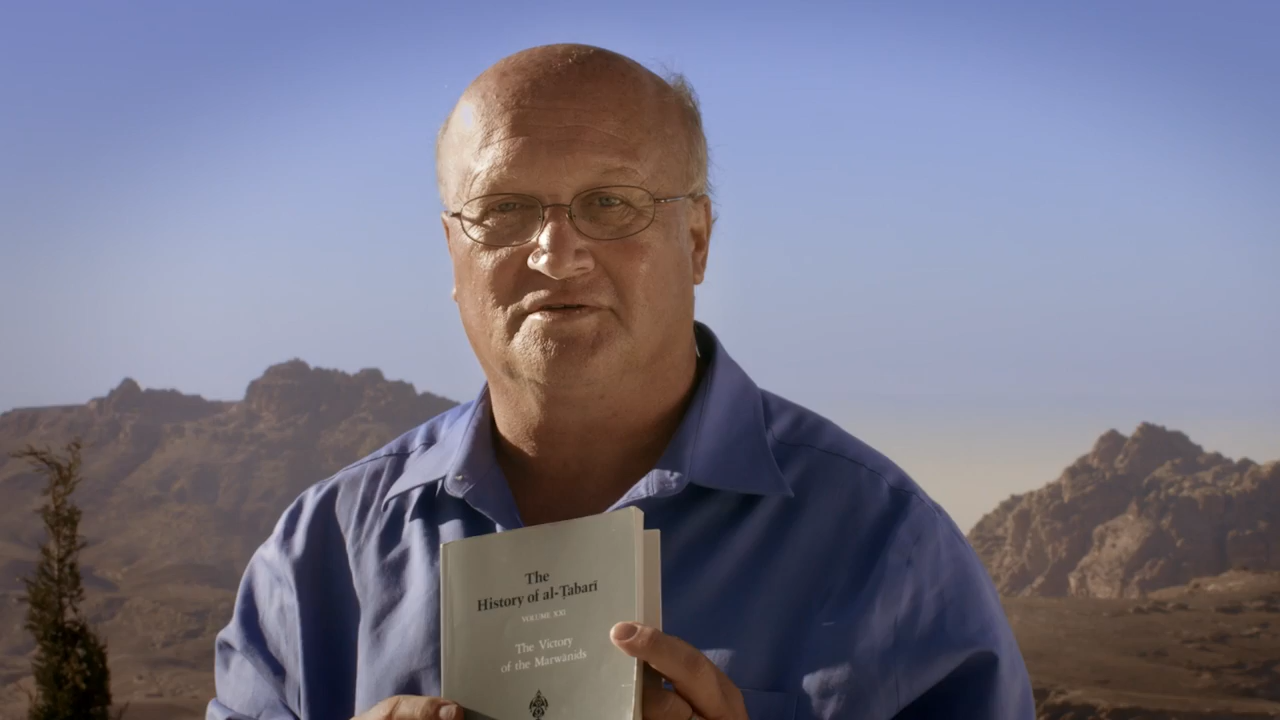 The
History of al-Ṭabarī
VOLUME XXI
The Victory
of the Marwānids